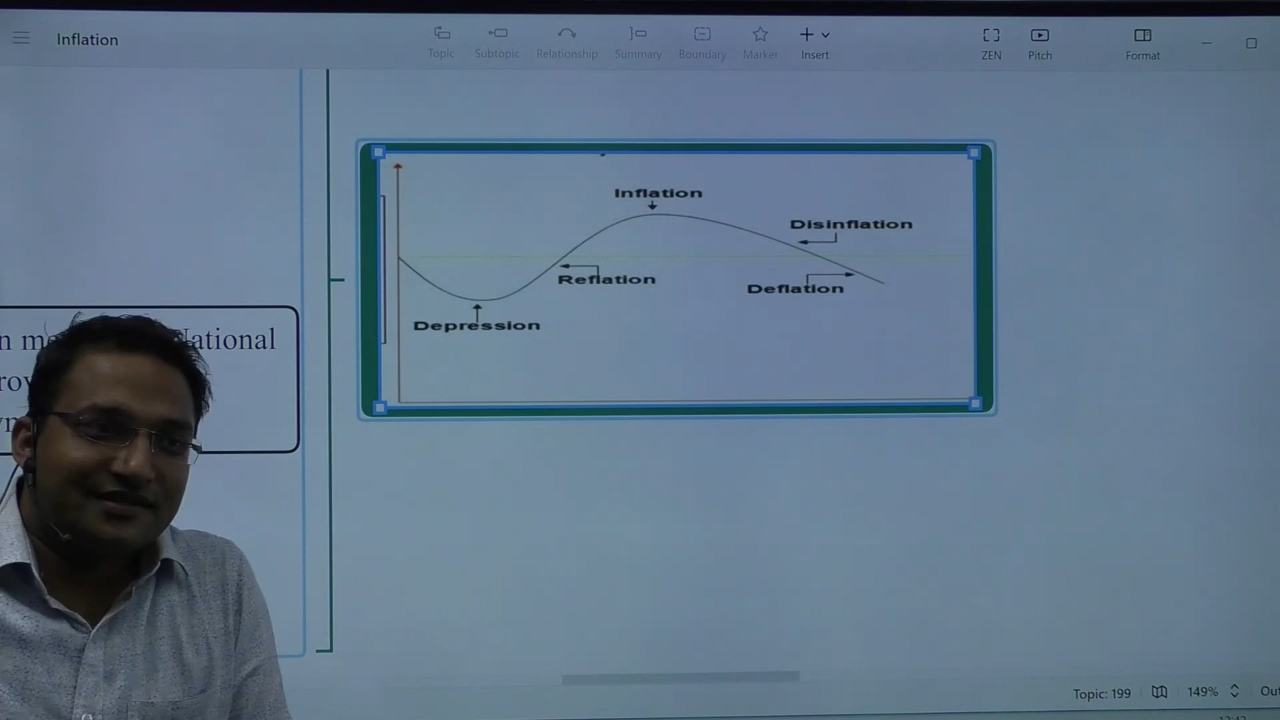 Inflation
Topic
Subtopic
Relationship
Summary
Boundary
Marker
Insert
ZEN
Pitch
Format
Inflation
Disinflation
Reflation
Deflation
Depression
National
Topic: 199
149%